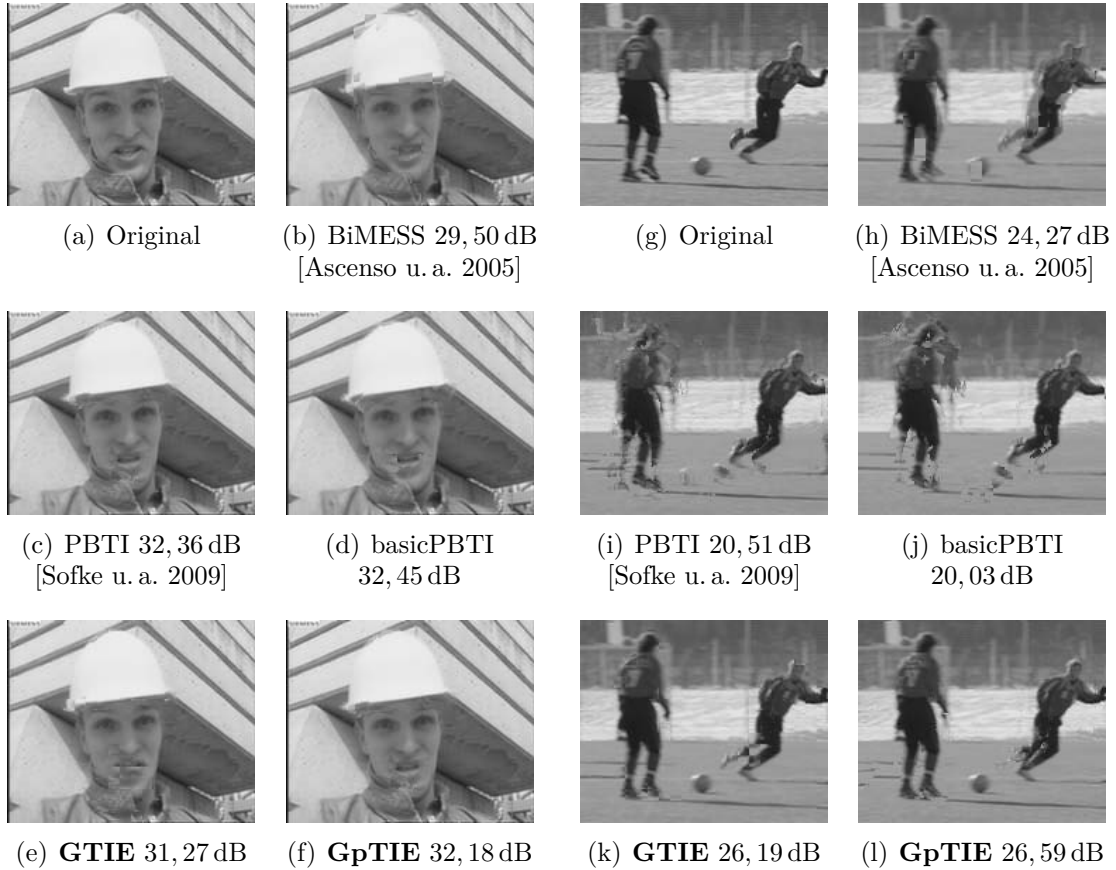 (a) Original
(b) BiMESS 29, 50 dB
[Ascenso u. a. 2005]
(g) Original
(h) BiMESS 24, 27 dB
[Ascenso u. a. 2005]
(c) PBTI 32, 36 dB
[Sofke u. a. 2009]
(d) basicPBTI
32, 45 dB
(i) PBTI 20, 51 dB
[Sofke u. a. 2009]
(j) basicPBTI
20, 03 dB
(e) GTIE 31, 27 dB
(f) GpTIE 32, 18 dB
(k) GTIE 26, 19 dB
(l) GpTIE 26, 59 dB